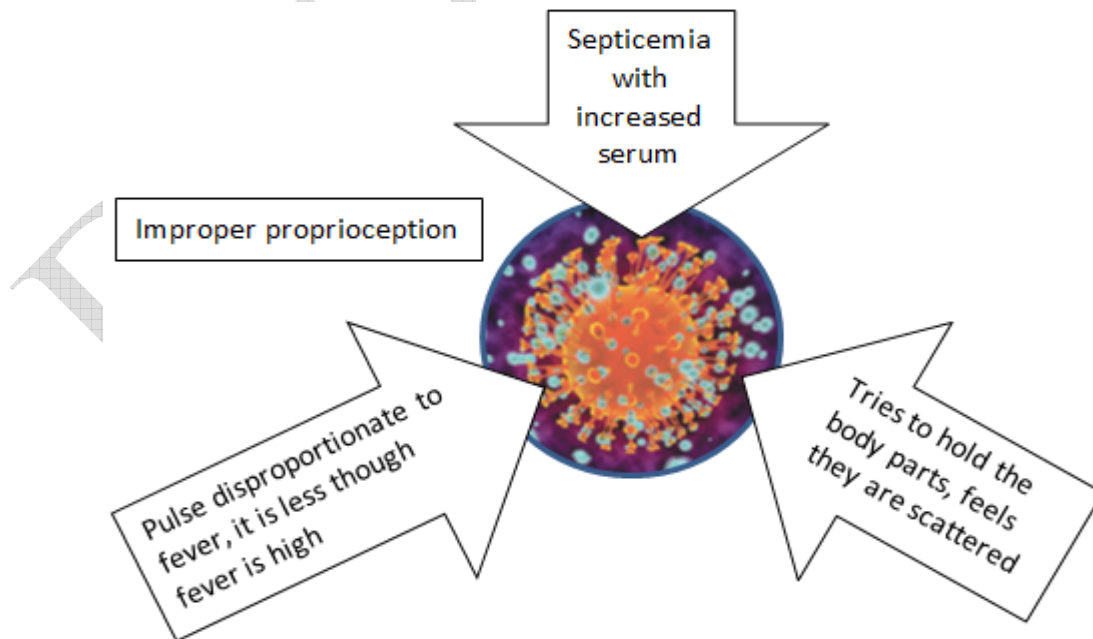 Septicemia
with
increased
serum
Improper proprioception
Pulse disproportionate to
fever, it is less though
fever is high
Tries to hold the
body parts, feels
they are scattered